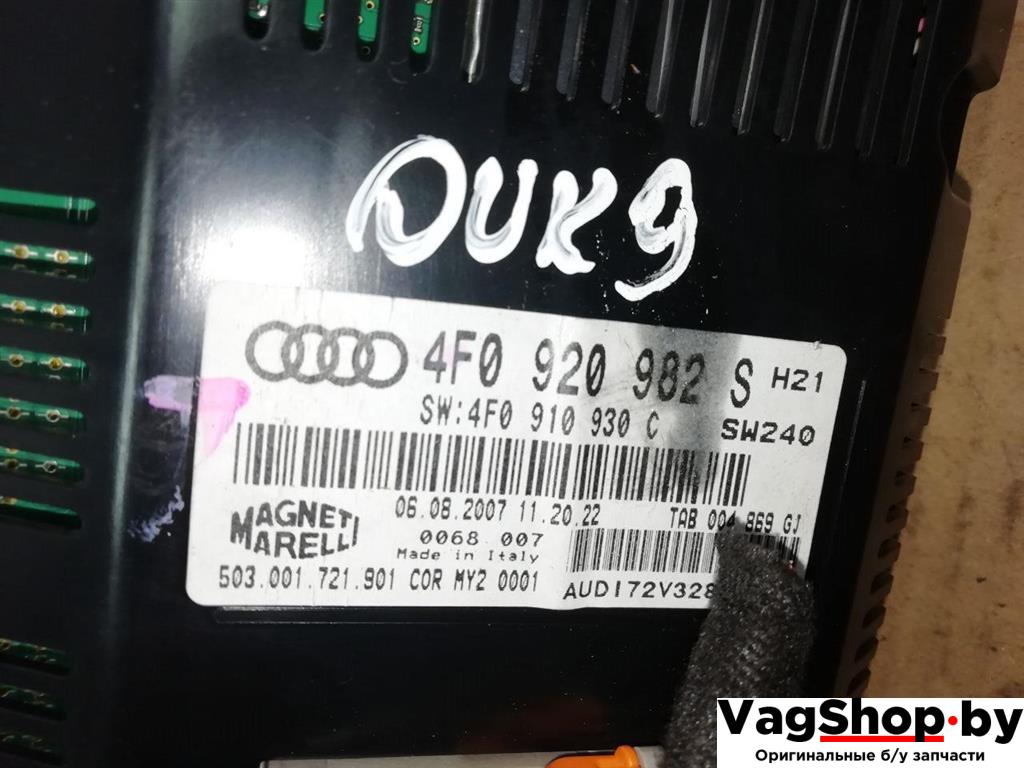 OUK9
4F0 920 982 S H21
SW:4F0 910 930 C SW240
MAGNETI
MARELLI
06.08.2007 11.20.22 TAB 004 869 GJ
0068 007
Made in Italy
503.001.721.901 COR MY2 0001
AUDI72V328
VagShop.by
Оригинальные б/у запчасти